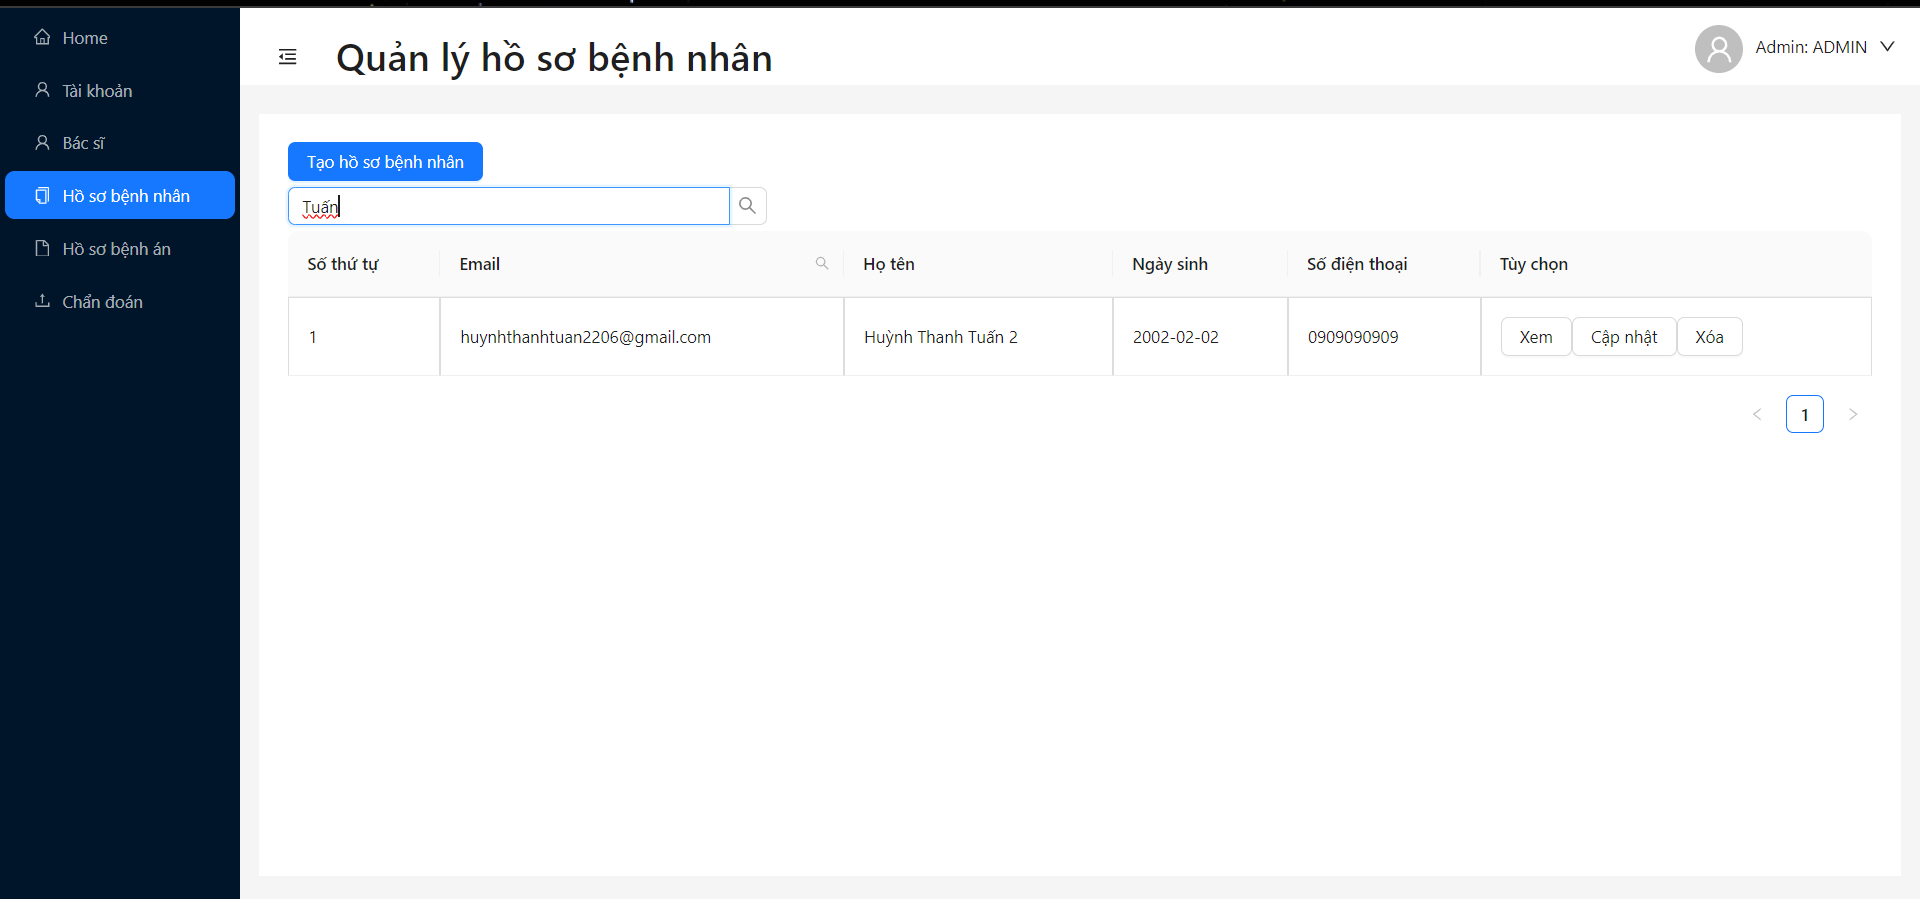 Home
Tài khoản
Bác sĩ
Hồ sơ bệnh nhân
Hồ sơ bệnh án
Chẩn đoán
Quản lý hồ sơ bệnh nhân
Admin: ADMIN
Tạo hồ sơ bệnh nhân
Tuấn
Số thứ tự Email Họ tên Ngày sinh Số điện thoại Tùy chọn
1 huynhthanhtuan2206@gmail.com Huỳnh Thanh Tuấn 2 2002-02-02 0909090909 Xem Cập nhật Xóa
1